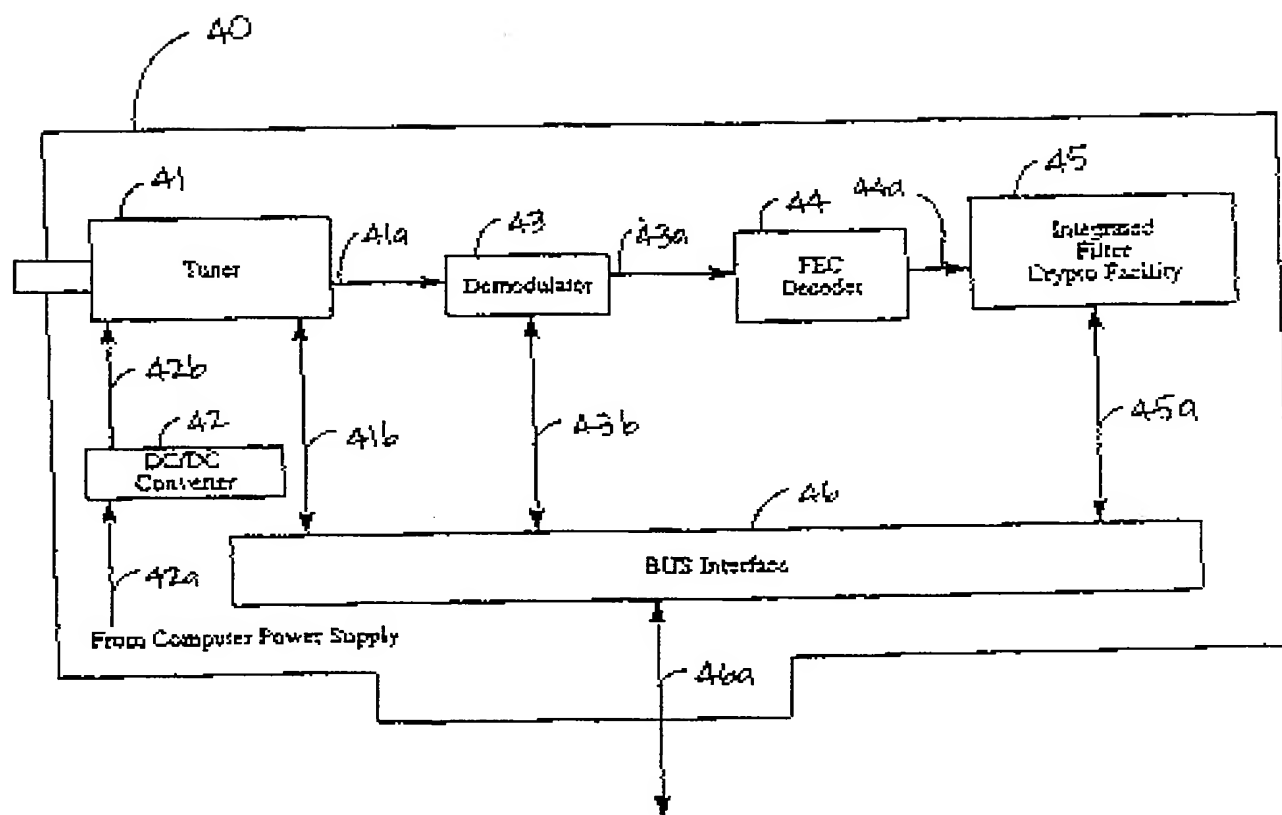 40
41
Tuner
41a
43
Demodulator
43a
44
FEC
Decoder
44a
45
Integrated
Filter
Crypto Facility
42b
42
DC/DC
Converter
41b
43b
45a
46
BUS Interface
42a
From Computer Power Supply
46a